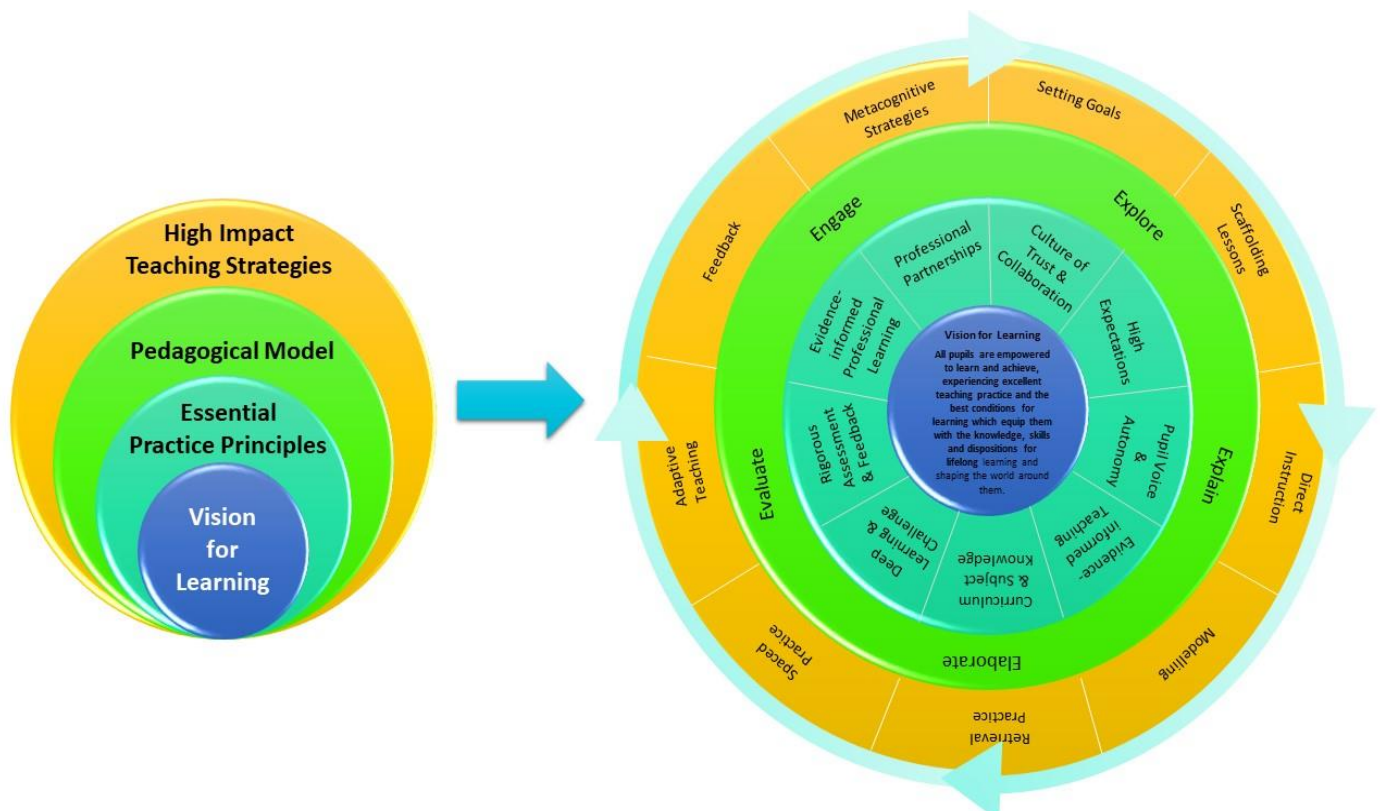 High Impact
Teaching Strategies
Pedagogical Model
Essential
Practice Principles
Vision
for
Learning
Metacognitive
Strategies
Setting Goals
Scaffolding
Lessons
Direct
Instruction
Modelling
Retrieval
Practice
Spaced
Practice
Adaptive
Teaching
Feedback
Engage
Explore
Explain
Elaborate
Evaluate
Professional
Partnerships
Culture of
Trust &
Collaboration
High
Expectations
Pupil Voice
&
Autonomy
Evidence-
informed
Teaching
Curriculum
& Subject
Knowledge
Deep
Learning &
Challenge
Rigorous
Assessment
& Feedback
Evidence-
informed
Professional
Learning
Vision for Learning
All pupils are empowered
to learn and achieve,
experiencing excellent
teaching practice and the
best conditions for
learning which equip them
with the knowledge, skills
and dispositions for
lifelong learning and
shaping the world around
them.